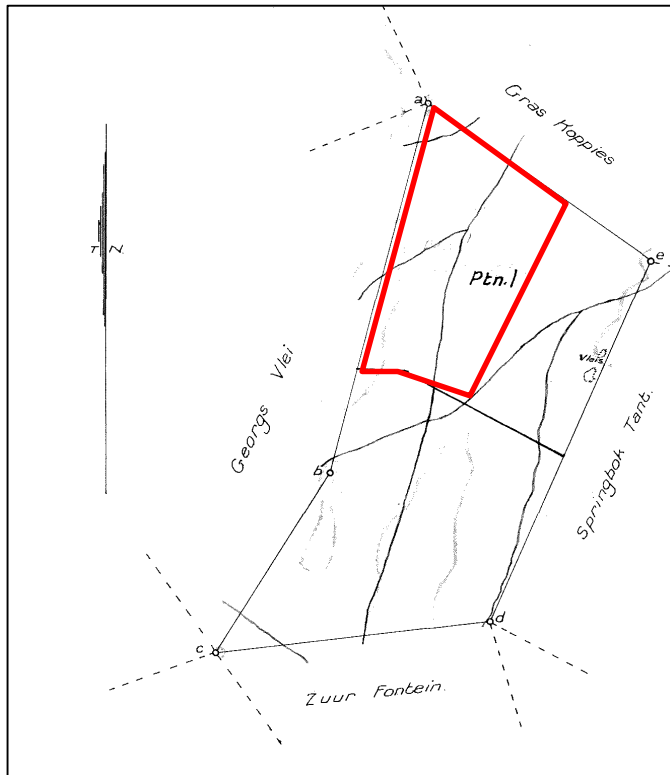 a
Gras Koppies
T N.
e
Ptn. 1
Vleis
Georgs Vlei
Springbok Tant.
b
d
c
Zuur Fontein.